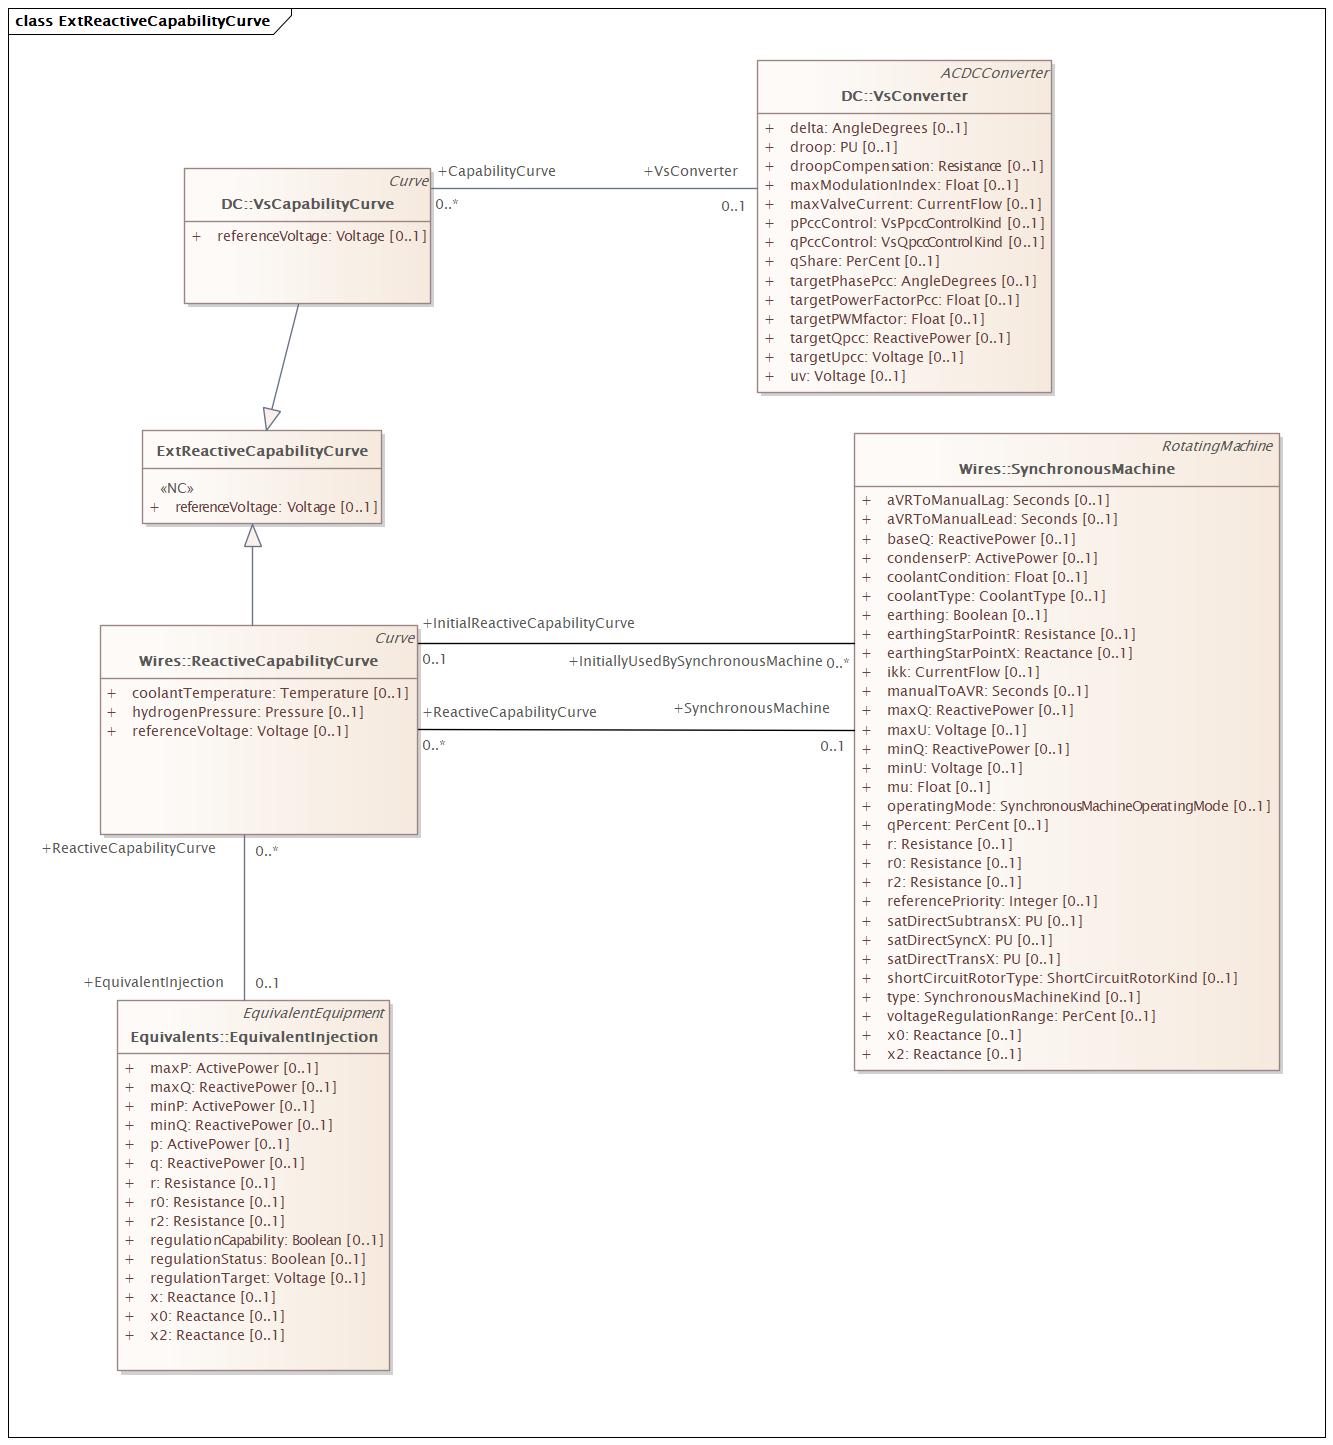 class ExtReactiveCapabilityCurve
ACDCConverter
DC::VsConverter
+ delta: AngleDegrees [0..1]
+ droop: PU [0..1]
+ droopCompensation: Resistance [0..1]
+ maxModulationIndex: Float [0..1]
+ maxValveCurrent: CurrentFlow [0..1]
+ pPccControl: VsPpccControlKind [0..1]
+ qPccControl: VsQpccControlKind [0..1]
+ qShare: PerCent [0..1]
+ targetPhasePcc: AngleDegrees [0..1]
+ targetPowerFactorPcc: Float [0..1]
+ targetPWMfactor: Float [0..1]
+ targetQpcc: ReactivePower [0..1]
+ targetUpcc: Voltage [0..1]
+ uv: Voltage [0..1]
+CapabilityCurve
+VsConverter
0..*
0..1
Curve
DC::VsCapabilityCurve
+ referenceVoltage: Voltage [0..1]
ExtReactiveCapabilityCurve
«NC»
+ referenceVoltage: Voltage [0..1]
RotatingMachine
Wires::SynchronousMachine
+ aVRToManualLag: Seconds [0..1]
+ aVRToManualLead: Seconds [0..1]
+ baseQ: ReactivePower [0..1]
+ condenserP: ActivePower [0..1]
+ coolantCondition: Float [0..1]
+ coolantType: CoolantType [0..1]
+ earthing: Boolean [0..1]
+ earthingStarPointR: Resistance [0..1]
+ earthingStarPointX: Reactance [0..1]
+ ikk: CurrentFlow [0..1]
+ manualToAVR: Seconds [0..1]
+ maxQ: ReactivePower [0..1]
+ maxU: Voltage [0..1]
+ minQ: ReactivePower [0..1]
+ minU: Voltage [0..1]
+ mu: Float [0..1]
+ operatingMode: SynchronousMachineOperatingMode [0..1]
+ qPercent: PerCent [0..1]
+ r: Resistance [0..1]
+ r0: Resistance [0..1]
+ r2: Resistance [0..1]
+ referencePriority: Integer [0..1]
+ satDirectSubtransX: PU [0..1]
+ satDirectSyncX: PU [0..1]
+ satDirectTransX: PU [0..1]
+ shortCircuitRotorType: ShortCircuitRotorKind [0..1]
+ type: SynchronousMachineKind [0..1]
+ voltageRegulationRange: PerCent [0..1]
+ x0: Reactance [0..1]
+ x2: Reactance [0..1]
+InitialReactiveCapabilityCurve
0..1
+InitiallyUsedBySynchronousMachine 0..*
+ReactiveCapabilityCurve
+SynchronousMachine
0..*
0..1
Curve
Wires::ReactiveCapabilityCurve
+ coolantTemperature: Temperature [0..1]
+ hydrogenPressure: Pressure [0..1]
+ referenceVoltage: Voltage [0..1]
+ReactiveCapabilityCurve
0..*
+EquivalentInjection
0..1
EquivalentEquipment
Equivalents::EquivalentInjection
+ maxP: ActivePower [0..1]
+ maxQ: ReactivePower [0..1]
+ minP: ActivePower [0..1]
+ minQ: ReactivePower [0..1]
+ p: ActivePower [0..1]
+ q: ReactivePower [0..1]
+ r: Resistance [0..1]
+ r0: Resistance [0..1]
+ r2: Resistance [0..1]
+ regulationCapability: Boolean [0..1]
+ regulationStatus: Boolean [0..1]
+ regulationTarget: Voltage [0..1]
+ x: Reactance [0..1]
+ x0: Reactance [0..1]
+ x2: Reactance [0..1]